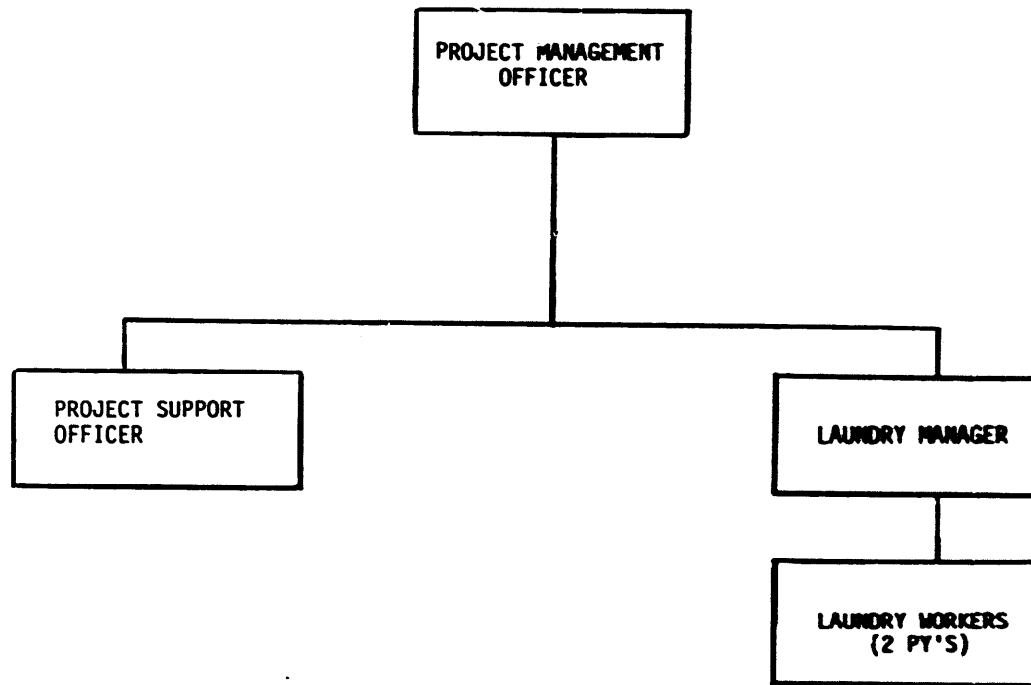 PROJECT MANAGEMENT
OFFICER
PROJECT SUPPORT
OFFICER
LAUNDRY MANAGER
LAUNDRY WORKERS
(2 PY'S)